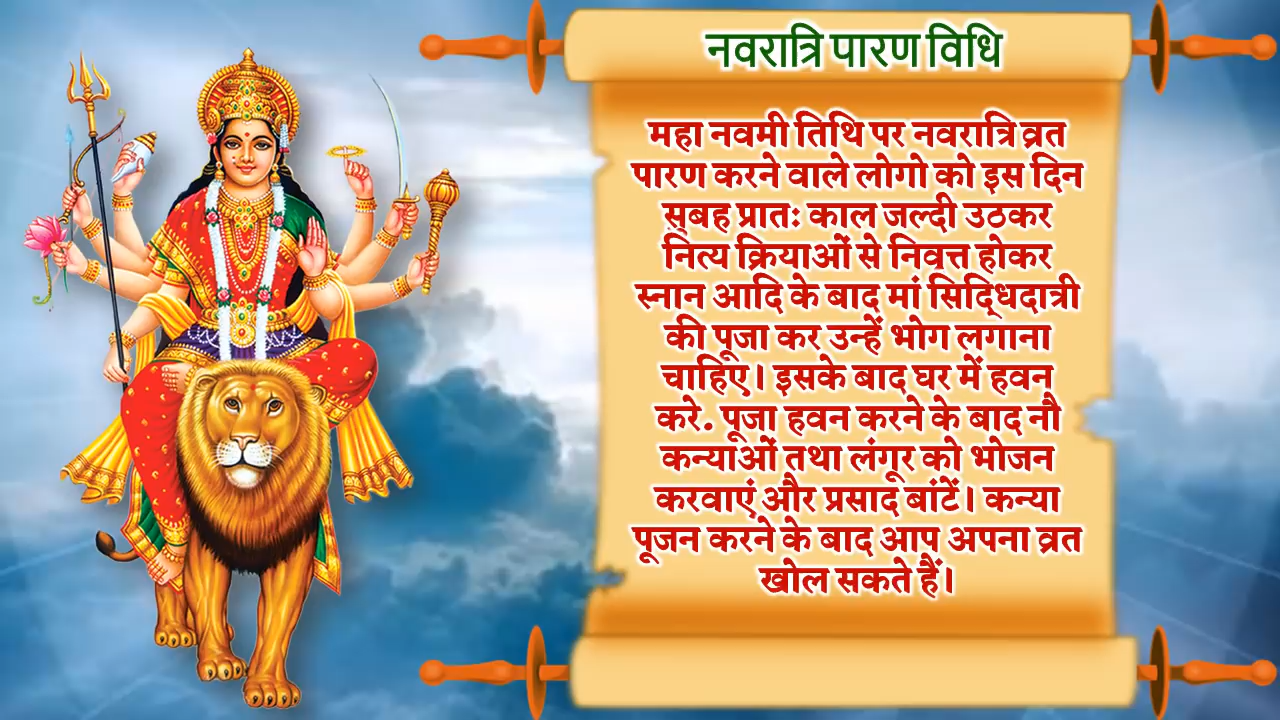 नवरात्रि पारण विधि
महा नवमी तिथि पर नवरात्रि व्रत
पारण करने वाले लोगो को इस दिन
सुबह प्रातः काल जल्दी उठकर
नित्य क्रियाओं से निवृत्त होकर
स्नान आदि के बाद मां सिद्धिदात्री
की पूजा कर उन्हें भोग लगाना
चाहिए। इसके बाद घर में हवन
करे. पूजा हवन करने के बाद नौ
कन्याओं तथा लंगूर को भोजन
करवाएं और प्रसाद बांटें। कन्या
पूजन करने के बाद आप अपना व्रत
खोल सकते हैं।